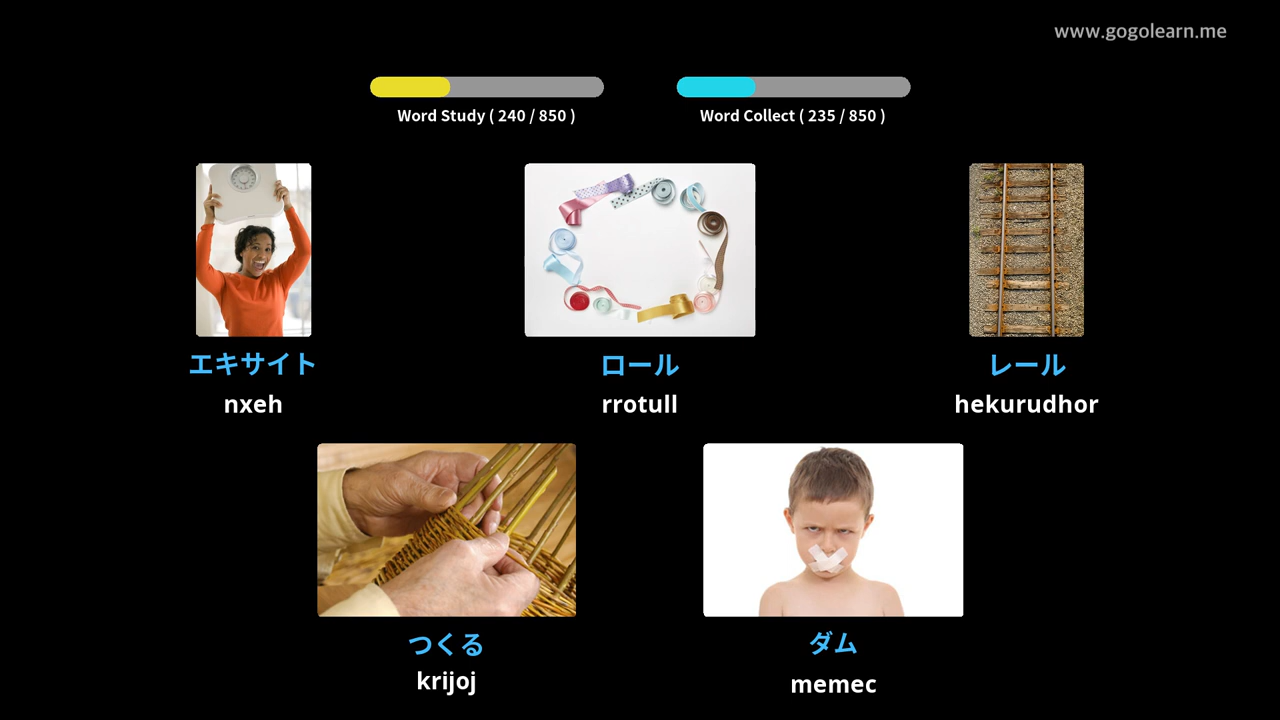 www.gogolearn.me
Word Study ( 240 / 850 )
Word Collect ( 235 / 850 )
エキサイト
nxeh
ロール
rrotull
レール
hekurudhor
つくる
krijoj
ダム
memec